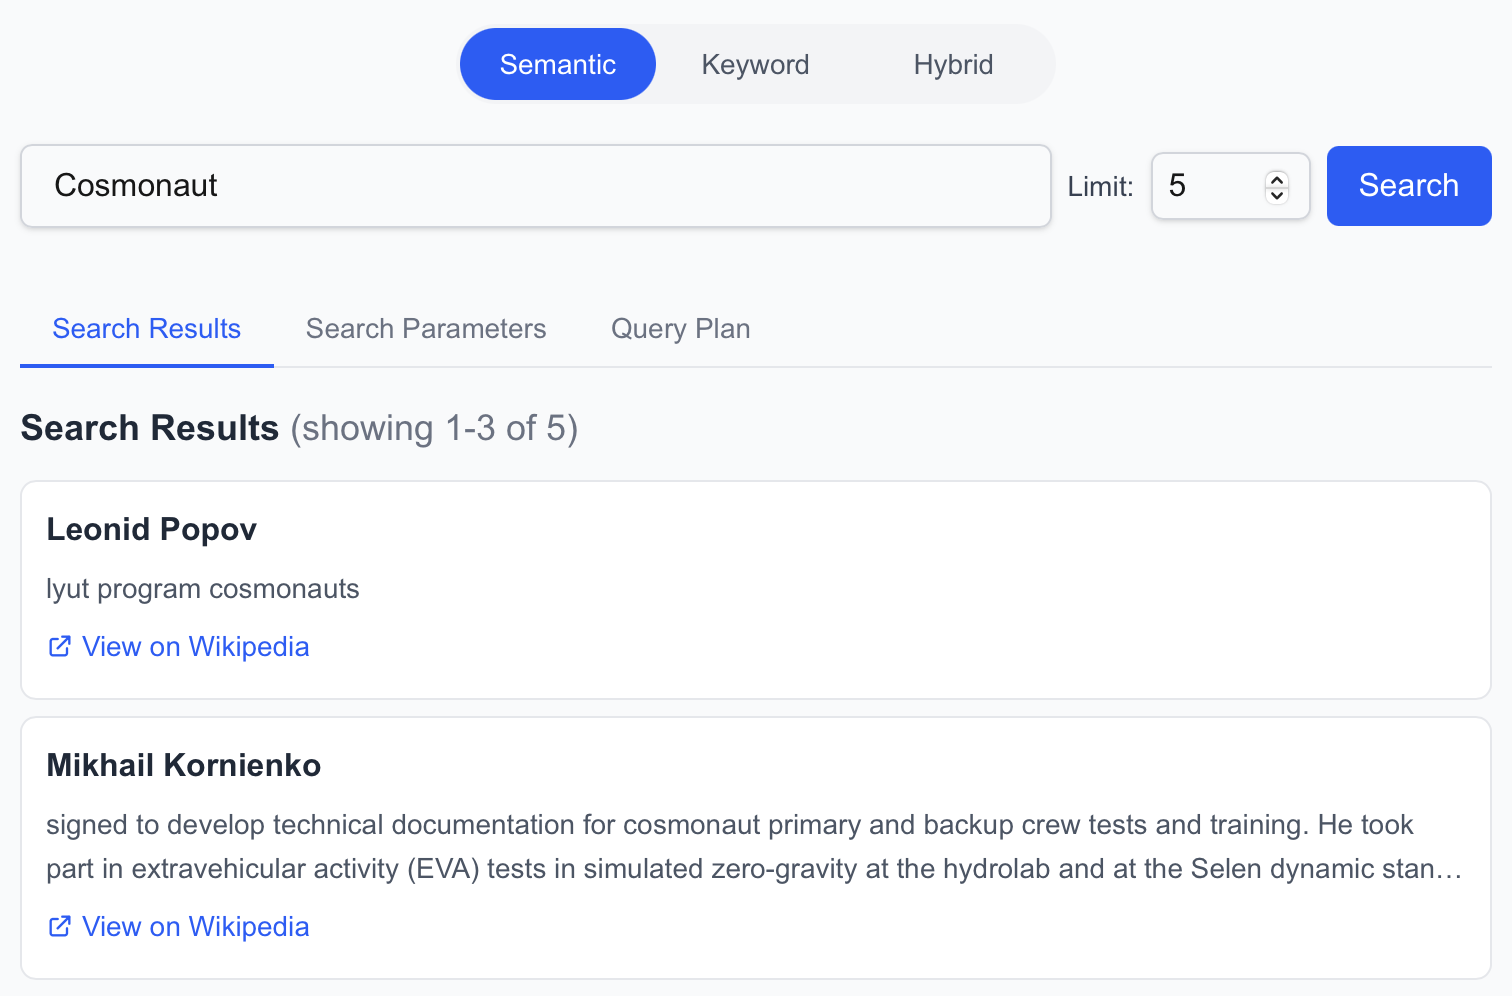 Semantic Keyword Hybrid
Cosmonaut Limit: 5 Search
Search Results Search Parameters Query Plan
Search Results (showing 1-3 of 5)
Leonid Popov
lyut program cosmonauts
View on Wikipedia
Mikhail Kornienko
signed to develop technical documentation for cosmonaut primary and backup crew tests and training. He took
part in extravehicular activity (EVA) tests in simulated zero-gravity at the hydrolab and at the Selen dynamic stan…
View on Wikipedia